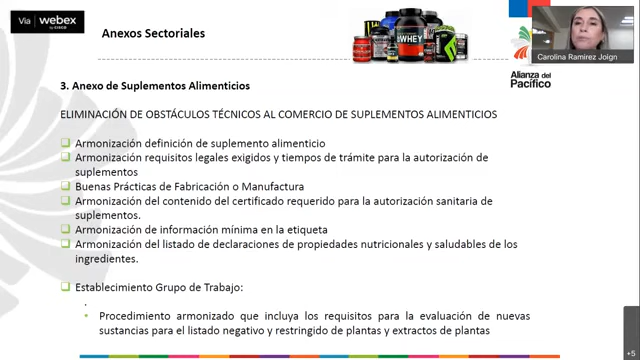 Via webex
by CISCO
Anexos Sectoriales
WHEY
Carolina Ramírez Joign
Alianza del
Pacífico
3. Anexo de Suplementos Alimenticios
ELIMINACIÓN DE OBSTÁCULOS TÉCNICOS AL COMERCIO DE SUPLEMENTOS ALIMENTICIOS
Armonización definición de suplemento alimenticio
Armonización requisitos legales exigidos y tiempos de trámite para la autorización de
suplementos
Buenas Prácticas de Fabricación o Manufactura
Armonización del contenido del certificado requerido para la autorización sanitaria de
suplementos.
Armonización de información mínima en la etiqueta
Armonización del listado de declaraciones de propiedades nutricionales y saludables de los
ingredientes.
Establecimiento Grupo de Trabajo:
.
• Procedimiento armonizado que incluya los requisitos para la evaluación de nuevas
sustancias para el listado negativo y restringido de plantas y extractos de plantas
+5